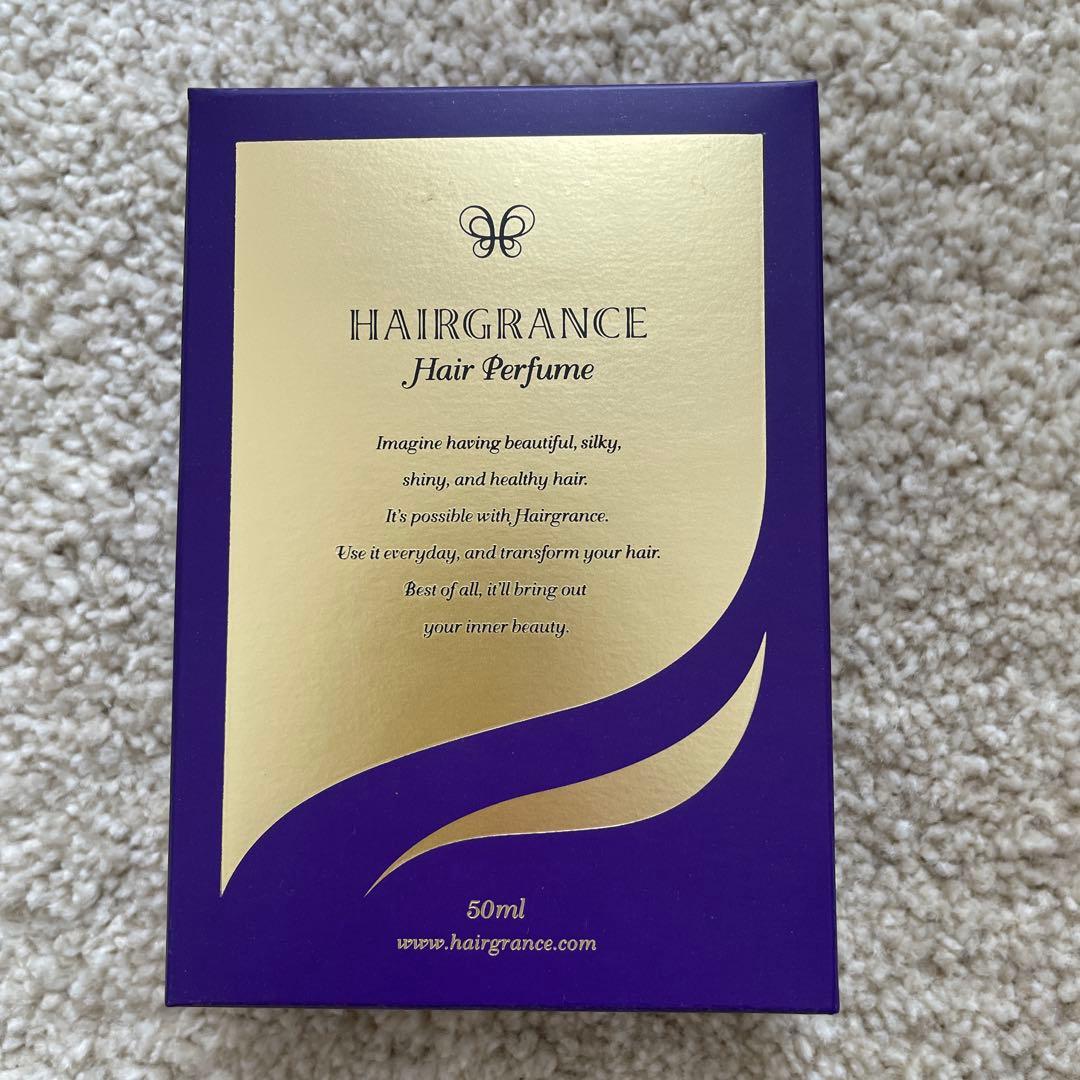 HAIRGRANCE
Hair Perfume
Imagine having beautiful, silky,
shiny, and healthy hair.
It's possible with Hairgrance.
Use it everyday, and transform your hair.
Best of all, it'll bring out
your inner beauty.
50ml
www.hairgrance.com